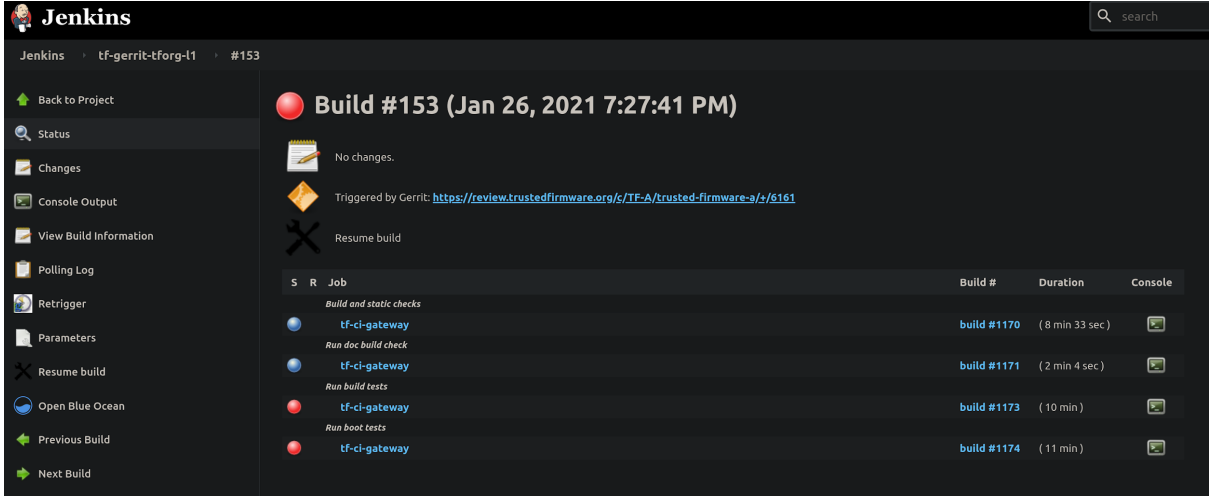 Jenkins
search
Jenkins tf-gerrit-tforg-l1 #153
Back to Project
Status
Changes
Console Output
View Build Information
Polling Log
Retrigger
Parameters
Resume build
Open Blue Ocean
Previous Build
Next Build
Build #153 (Jan 26, 2021 7:27:41 PM)
No changes.
Triggered by Gerrit: https://review.trustedfirmware.org/c/TF-A/trusted-firmware-a/+/6161
Resume build
S R Job Build # Duration Console
Build and static checks
tf-ci-gateway build #1170 ( 8 min 33 sec )
Run doc build check
tf-ci-gateway build #1171 ( 2 min 4 sec )
Run build tests
tf-ci-gateway build #1173 ( 10 min )
Run boot tests
tf-ci-gateway build #1174 ( 11 min )